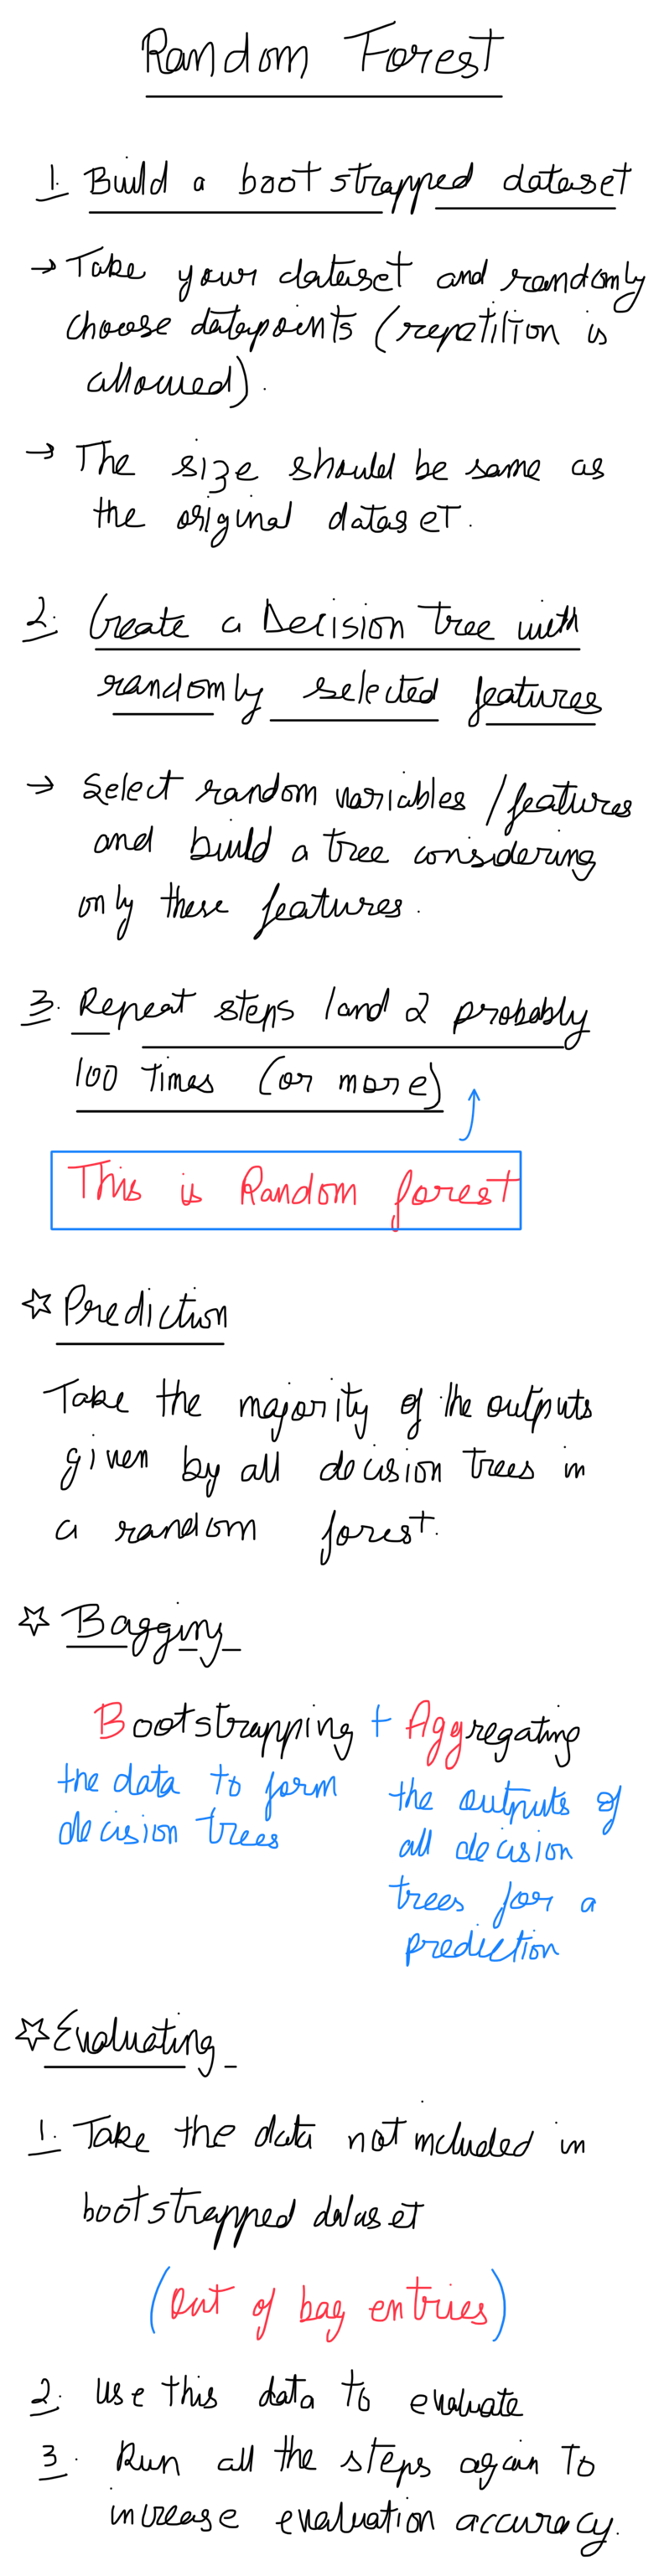 Random Forest
1. Build a bootstrapped dataset
→ Take your dataset and randomly
choose datapoints (repetition is
allowed).
→ The size should be same as
the original dataset.
2. Create a Decision Tree with
randomly selected features
→ Select random variables /features
and build a tree considering
only these features.
3. Repeat steps 1 and 2 probably
100 times (or more)
This is Random forest
☆ Prediction
Take the majority of the outputs
given by all decision trees in
a random forest.
☆ Bagging
Bootstrapping + Aggregating
the data to form
decision trees
the outputs of
all decision
trees for a
prediction
☆ Evaluating
1. Take the data not included in
bootstrapped dataset
(out of bag entries)
2. Use this data to evaluate
3. Run all the steps again to
increase evaluation accuracy.